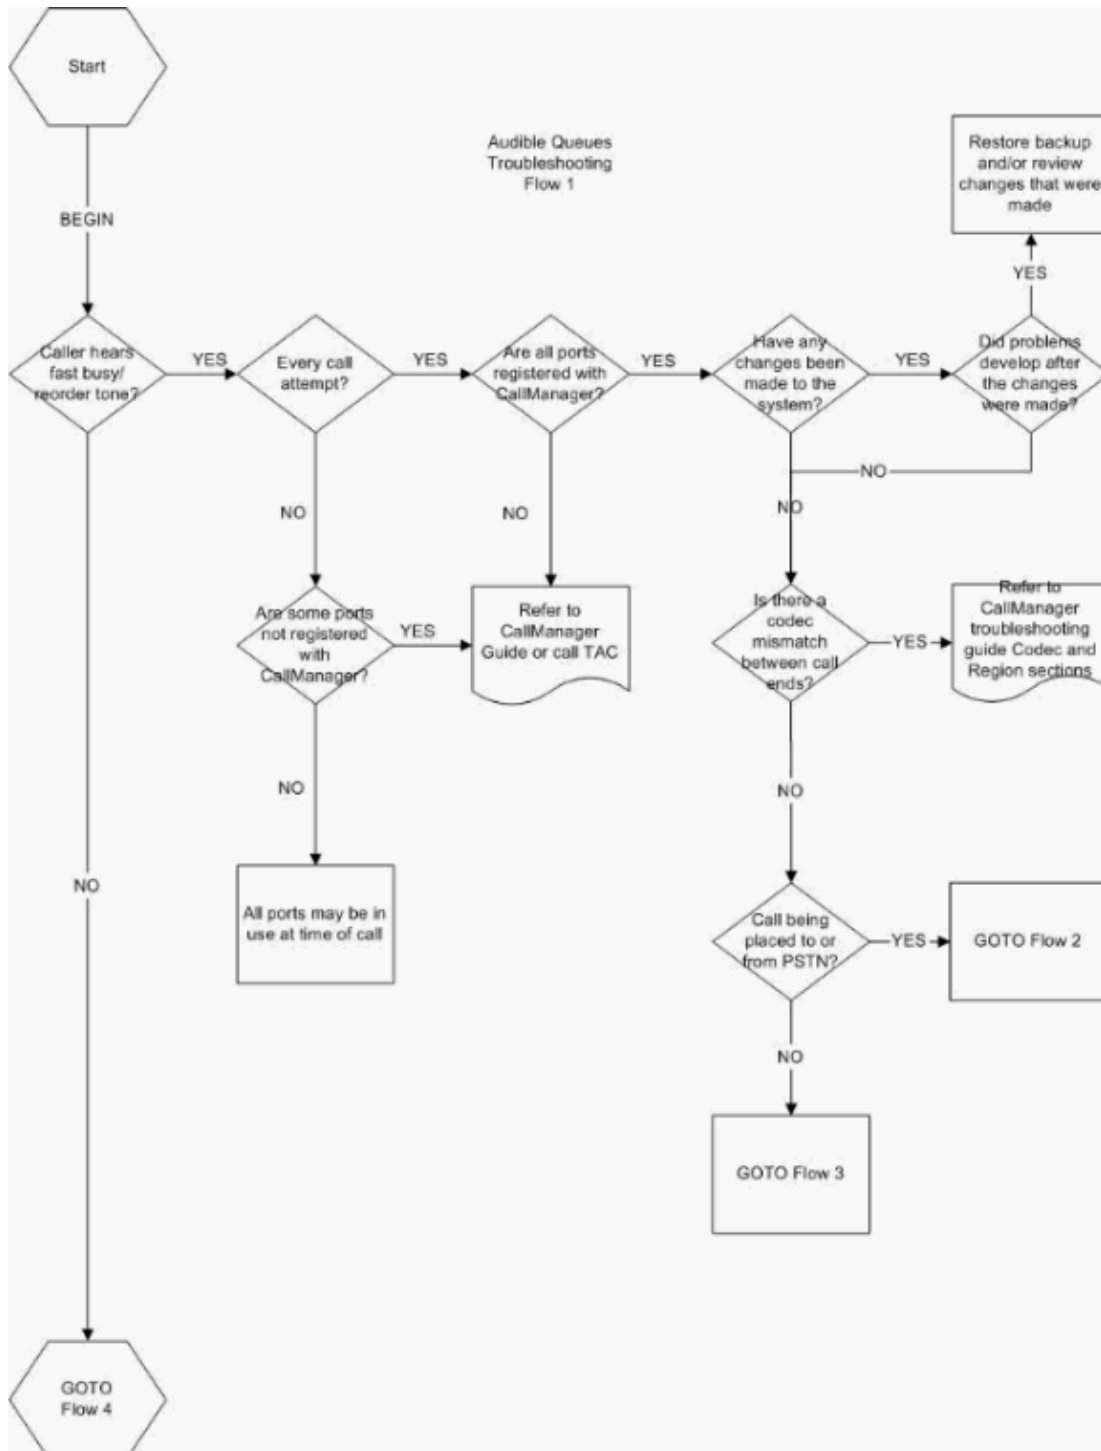 Start
Audible Queues
Troubleshooting
Flow 1
Restore backup
and/or review
changes that were
made
BEGIN
YES
Caller hears
fast busy/
reorder tone?
YES
Every call
attempt?
YES
Are all ports
registered with
CallManager?
YES
Have any
changes been
made to the
system?
YES
Did problems
develop after
the changes
were made?
NO
NO
NO
NO
Are some ports
not registered
with
CallManager?
YES
Refer to
CallManager
Guide or call TAC
Is there a
codec
mismatch
between call
ends?
YES
Refer to
CallManager
troubleshooting
guide Codec and
Region sections
NO
NO
NO
All ports may be in
use at time of call
Call being
placed to or
from PSTN?
YES
GOTO Flow 2
NO
GOTO Flow 3
GOTO
Flow 4